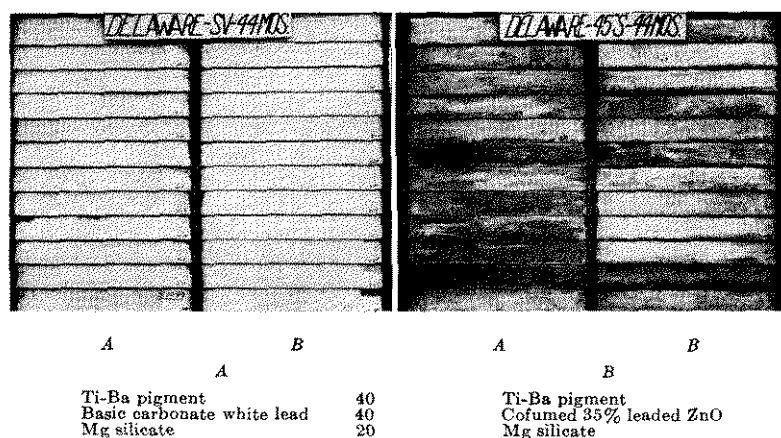 DELAWARE-SV-44MOS.
DELAWARE-45S-44MOS.
A B A B
A B
Ti-Ba pigment 40 Ti-Ba pigment
Basic carbonate white lead 40 Cofumed 35% leaded ZnO
Mg silicate 20 Mg silicate